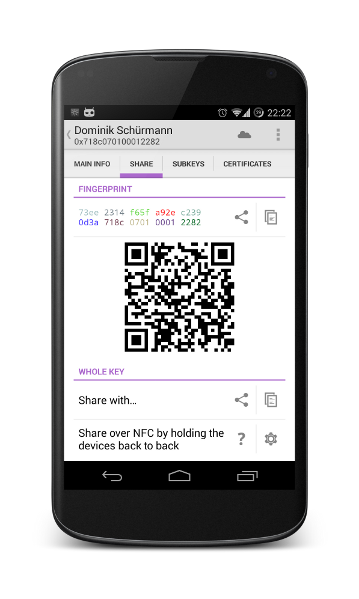 22:22
Dominik Schürmann
0x718c070100012282
MAIN INFO SHARE SUBKEYS CERTIFICATES
FINGERPRINT
73ee 2314 f65f a92e c239
0d3a 718c 0701 0001 2282
WHOLE KEY
Share with...
Share over NFC by holding the
devices back to back
?